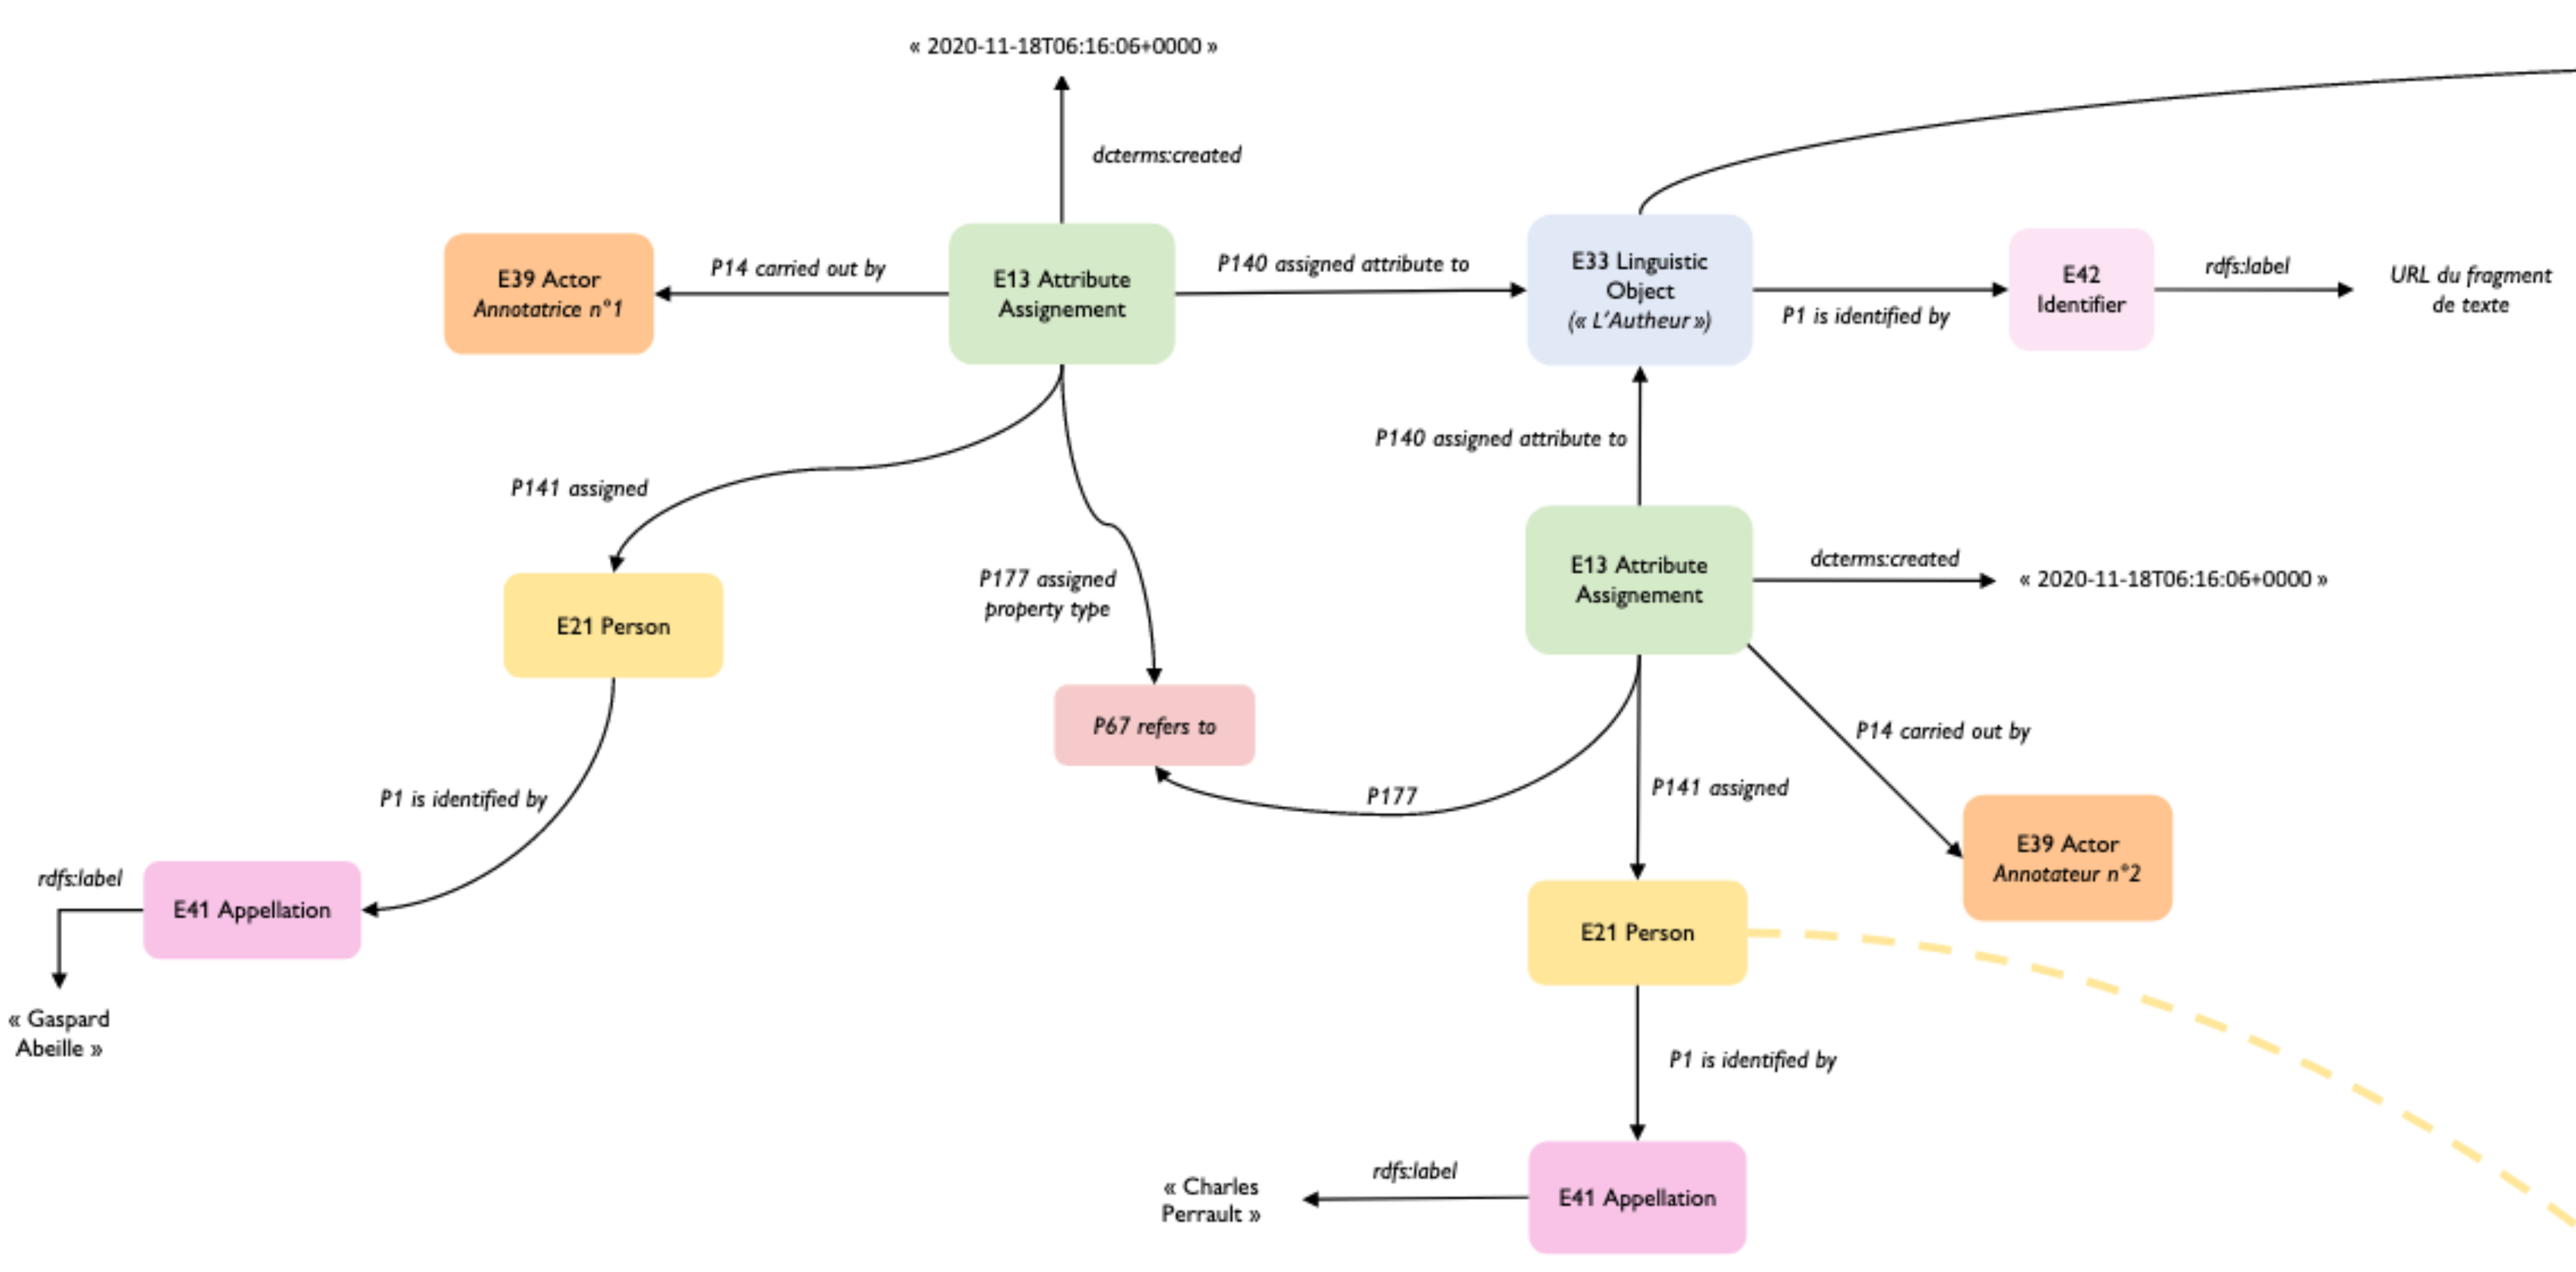 « 2020-11-18T06:16:06+0000 »
dcterms:created
E39 Actor
Annotatrice n°1
P14 carried out by
E13 Attribute
Assignement
P140 assigned attribute to
E33 Linguistic
Object
(« L'Autheur »)
P1 is identified by
E42
Identifier
rdfs:label
URL du fragment
de texte
P140 assigned attribute to
P141 assigned
P177 assigned
property type
E21 Person
E13 Attribute
Assignement
dcterms:created
« 2020-11-18T06:16:06+0000 »
P67 refers to
P14 carried out by
P177
P141 assigned
P1 is identified by
E39 Actor
Annotateur n°2
rdfs:label
E41 Appellation
E21 Person
« Gaspard
Abeille »
P1 is identified by
« Charles
Perrault »
rdfs:label
E41 Appellation